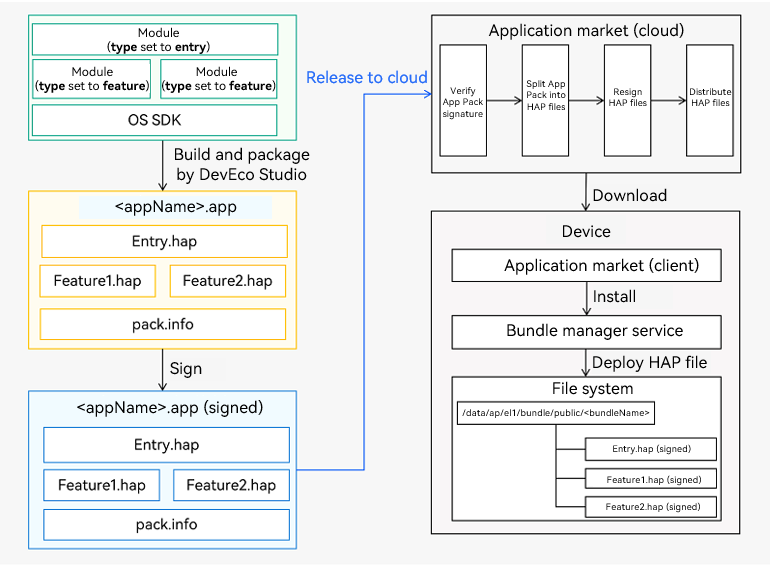 Module
(type set to entry)
Module
(type set to feature)
Module
(type set to feature)
OS SDK
Build and package
by DevEco Studio
<appName>.app
Entry.hap
Feature1.hap
Feature2.hap
pack.info
Sign
<appName>.app (signed)
Entry.hap
Feature1.hap
Feature2.hap
pack.info
Release to cloud
Application market (cloud)
Verify
App Pack
signature
Split App
Pack into
HAP files
Resign
HAP files
Distribute
HAP files
Download
Device
Application market (client)
Install
Bundle manager service
Deploy HAP file
File system
/data/ap/el1/bundle/public/<bundleName>
Entry.hap (signed)
Feature1.hap (signed)
Feature2.hap (signed)